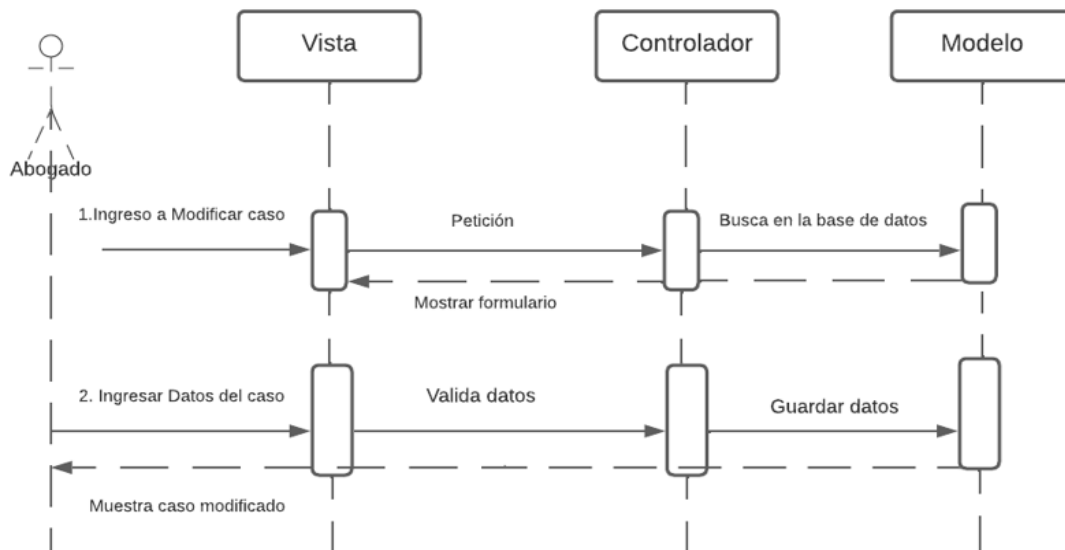 Vista
Controlador
Modelo
Abogado
1.Ingreso a Modificar caso
Petición
Busca en la base de datos
Mostrar formulario
2. Ingresar Datos del caso
Valida datos
Guardar datos
Muestra caso modificado